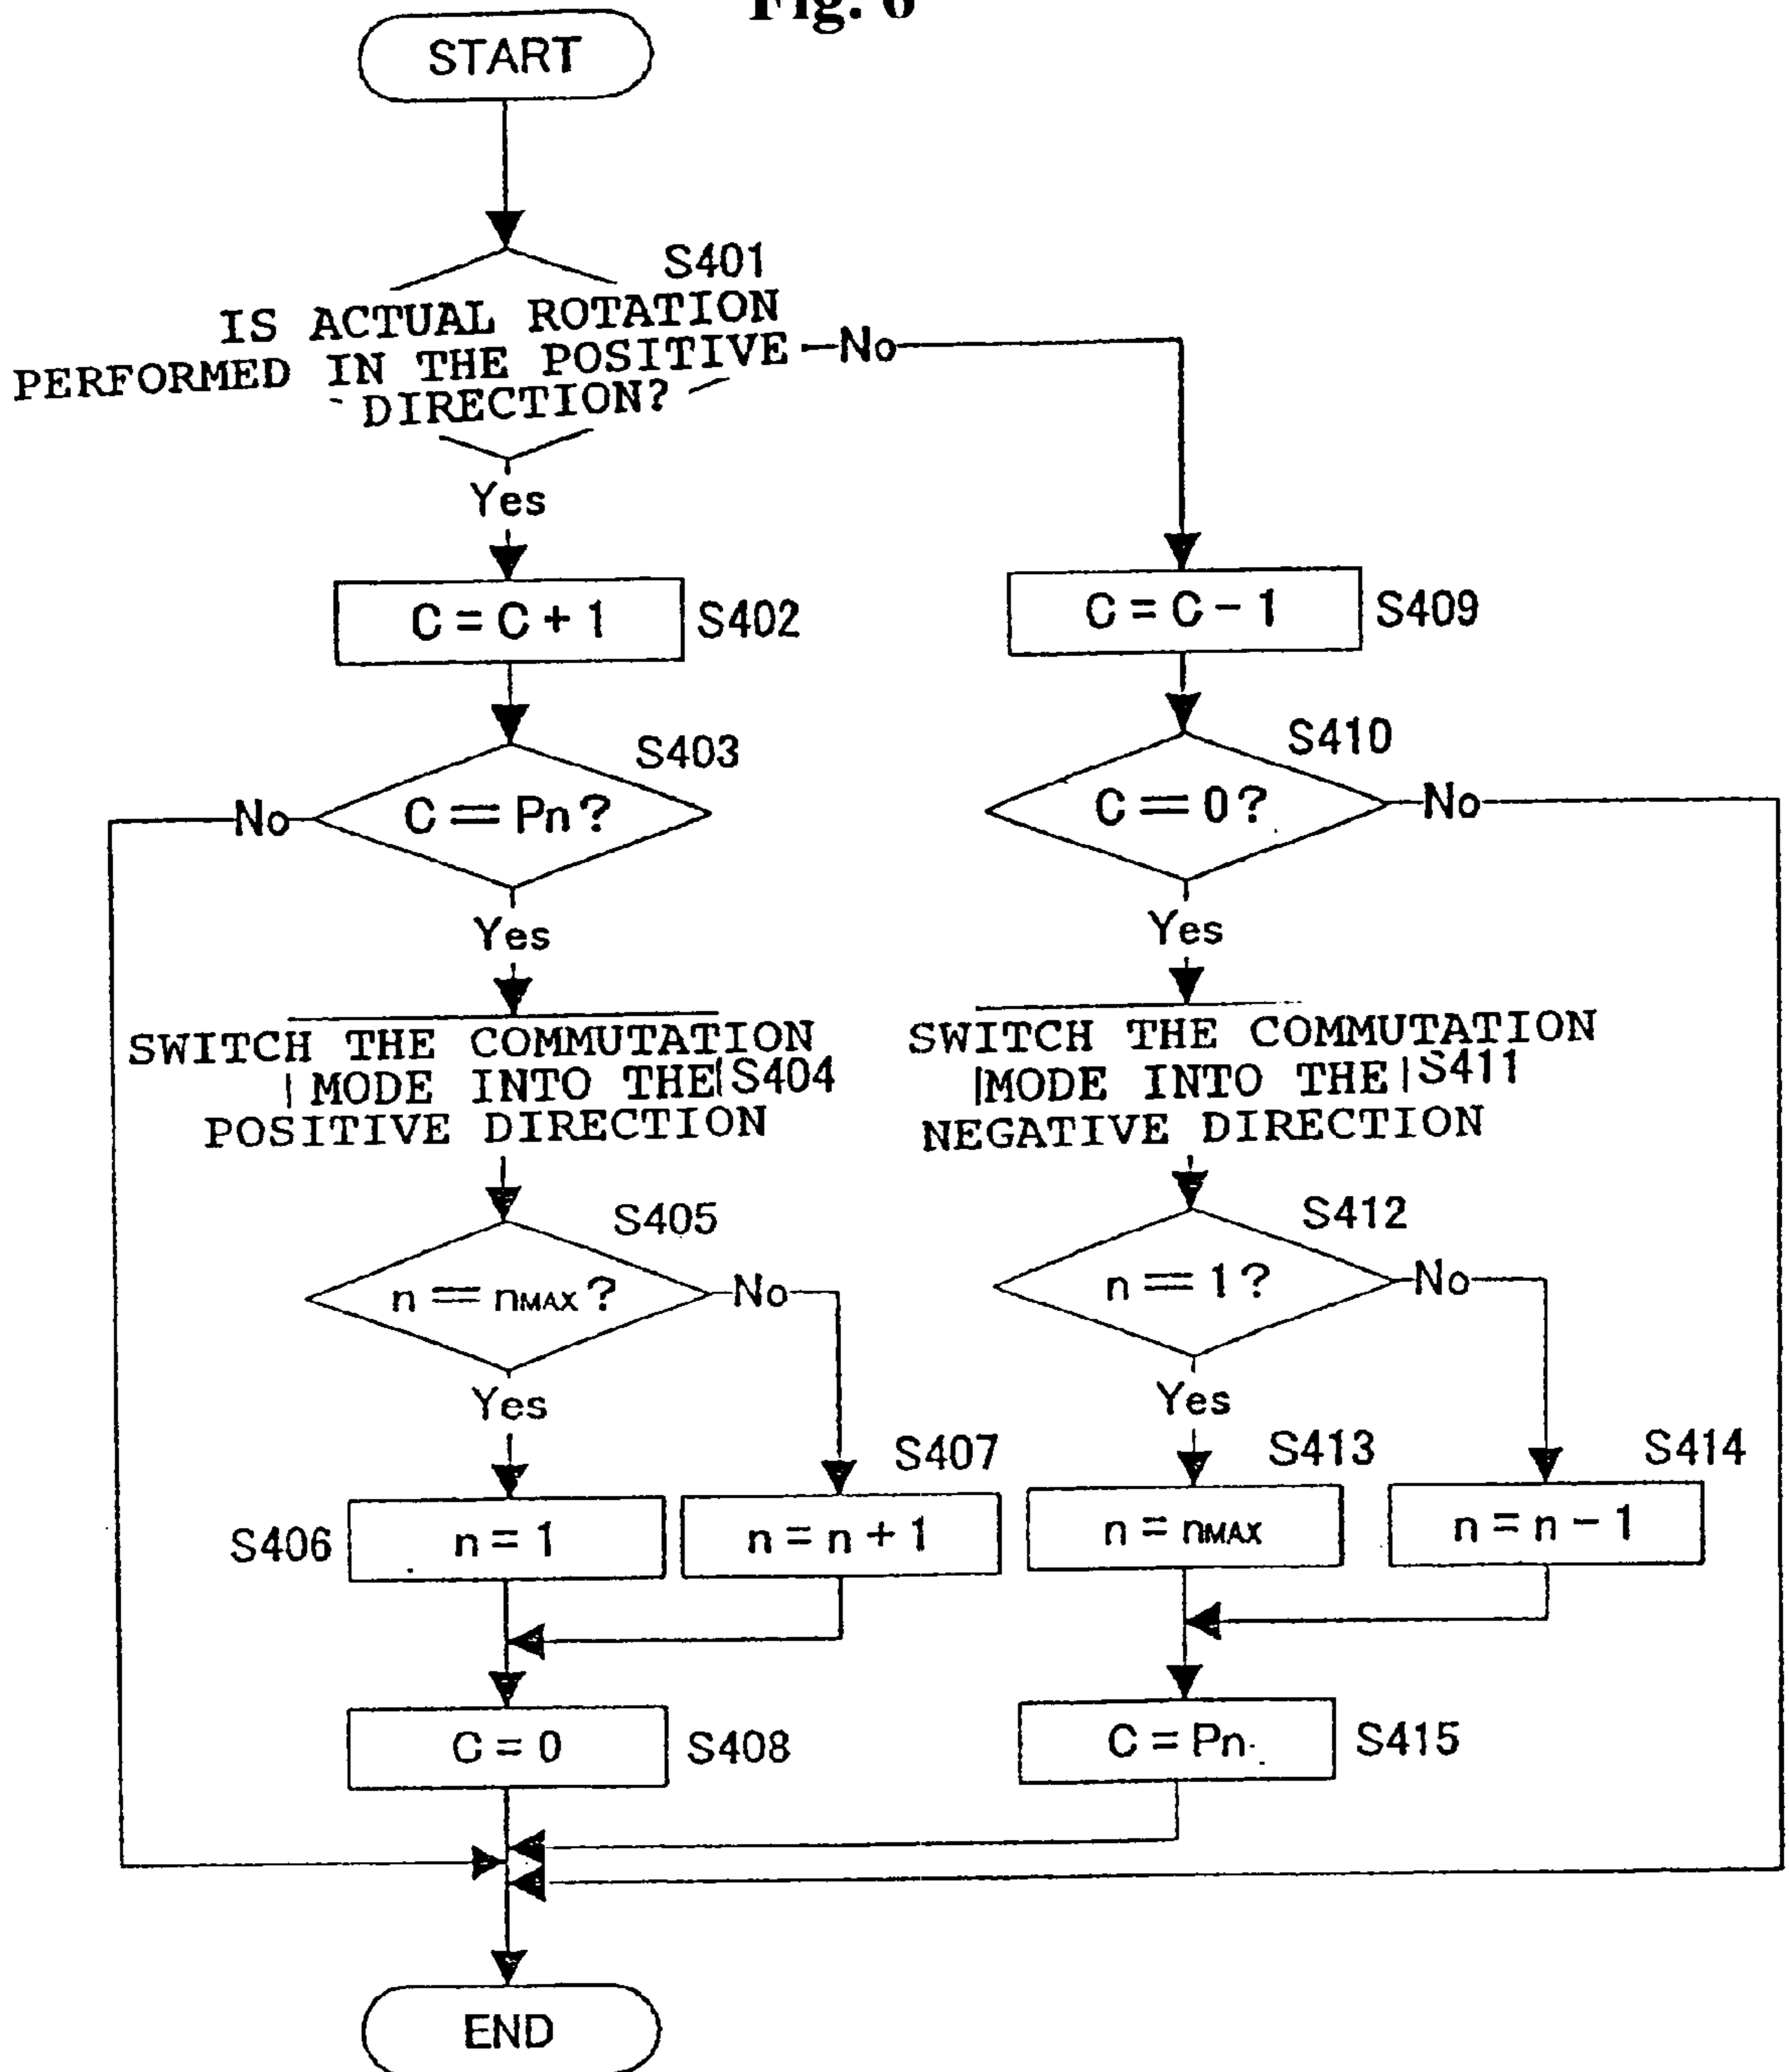 Fig. 6
START
S401
IS ACTUAL ROTATION
PERFORMED IN THE POSITIVE
DIRECTION?
No
Yes
C = C + 1
S402
C = C - 1
S409
S403
C == Pn ?
No
S410
C == 0 ?
No
Yes
Yes
SWITCH THE COMMUTATION
MODE INTO THE S404
POSITIVE DIRECTION
SWITCH THE COMMUTATION
MODE INTO THE S411
NEGATIVE DIRECTION
S405
n == nMAX ?
No
S412
n == 1 ?
No
Yes
Yes
S406
n = 1
S407
n = n + 1
S413
n = nMAX
S414
n = n - 1
C = 0
S408
C = Pn
S415
END